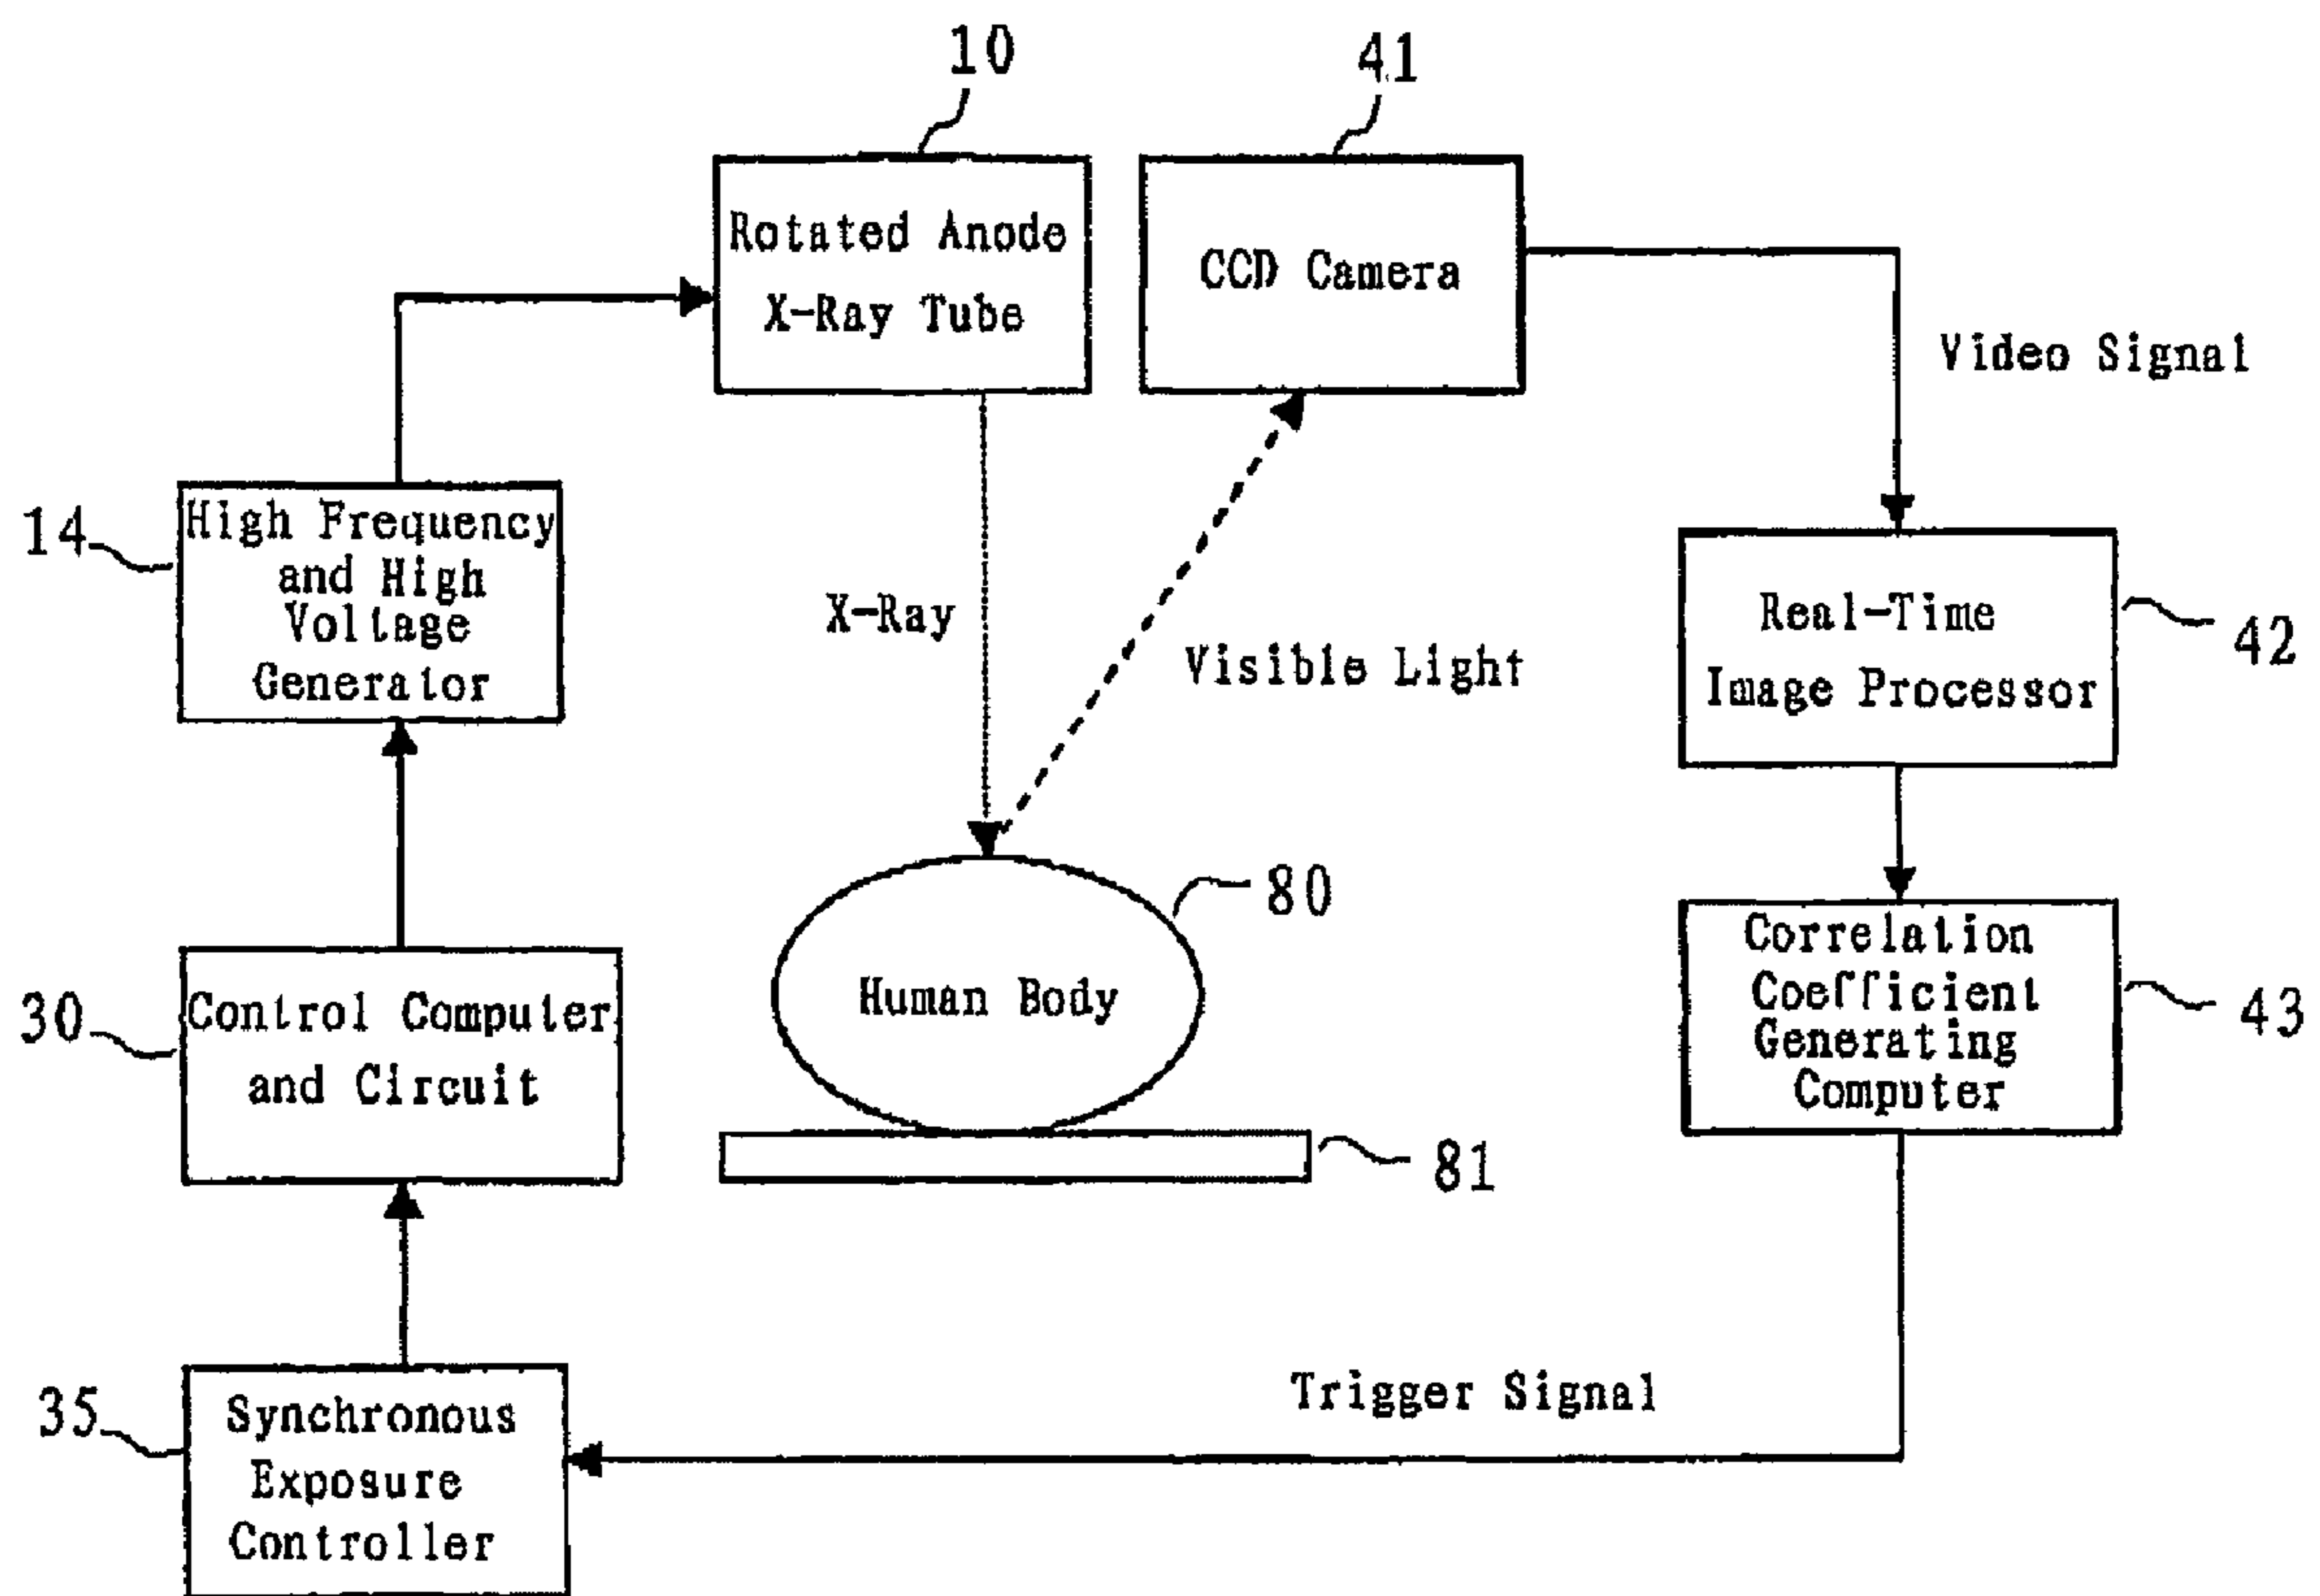 10
41
Rotated Anode
X-Ray Tube
CCD Camera
Video Signal
14
High Frequency
and High
Voltage
Generator
X-Ray
Visible Light
Real-Time
Image Processor
42
80
Human Body
81
Correlation
Coefficient
Generating
Computer
43
30
Control Computer
and Circuit
Trigger Signal
35
Synchronous
Exposure
Controller